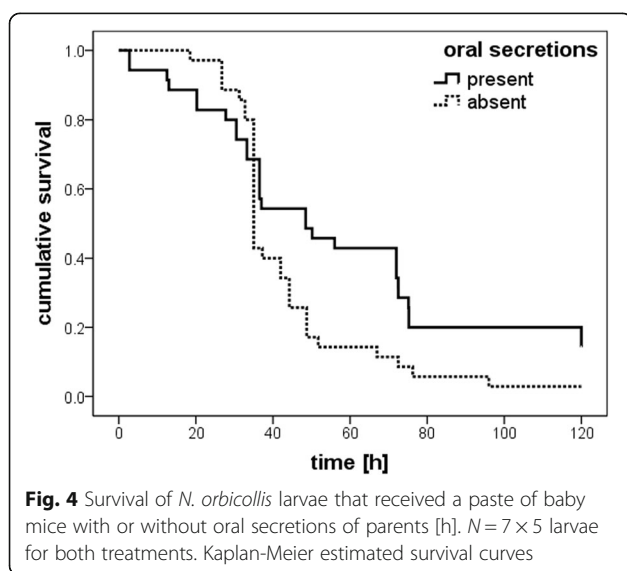 oral secretions
present
absent
cumulative survival
1.0
0.8
0.6
0.4
0.2
0.0
0 20 40 60 80 100 120
time [h]
Fig. 4 Survival of N. orbicollis larvae that received a paste of baby
mice with or without oral secretions of parents [h]. N = 7 × 5 larvae
for both treatments. Kaplan-Meier estimated survival curves